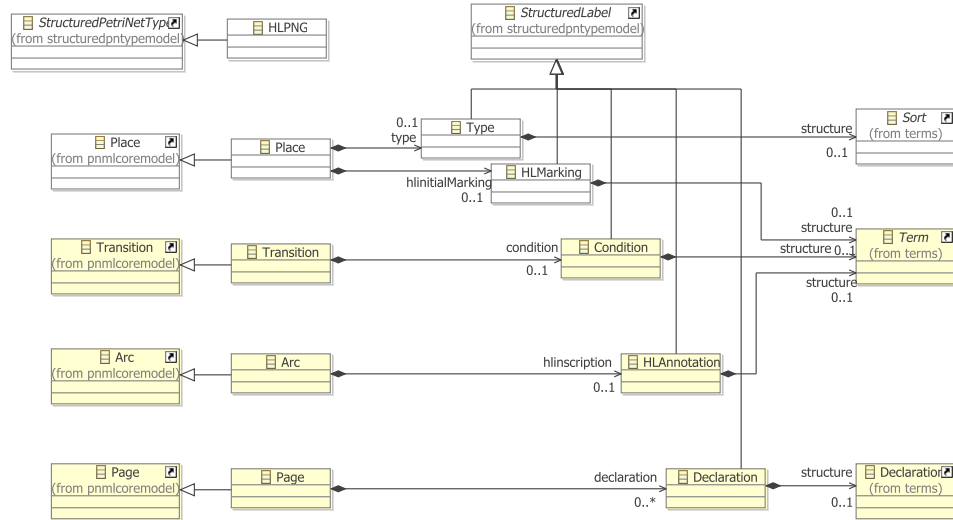 StructuredPetriNetType
(from structuredpntypemodel)
HLPNG
StructuredLabel
(from structuredpntypemodel)
Place
(from pnmlcoremodel)
Place
0..1
type
Type
structure
0..1
Sort
(from terms)
hlinitialMarking
0..1
HLMarking
0..1
structure
Transition
(from pnmlcoremodel)
Transition
condition
0..1
Condition
structure 0..1
Term
(from terms)
structure
0..1
Arc
(from pnmlcoremodel)
Arc
hlinscription
0..1
HLAnnotation
Page
(from pnmlcoremodel)
Page
declaration
0..*
Declaration
structure
0..1
Declaration
(from terms)